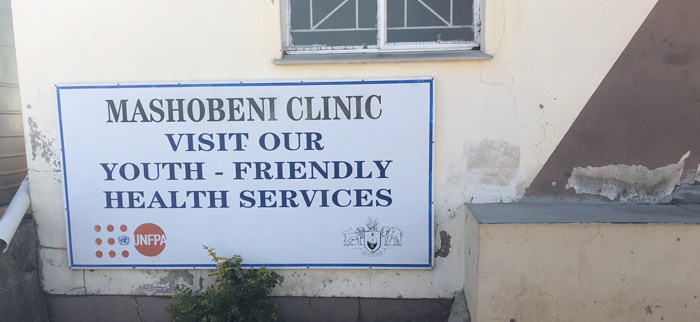 MASHOBENI CLINIC
VISIT OUR
YOUTH - FRIENDLY
HEALTH SERVICES
UNFPA